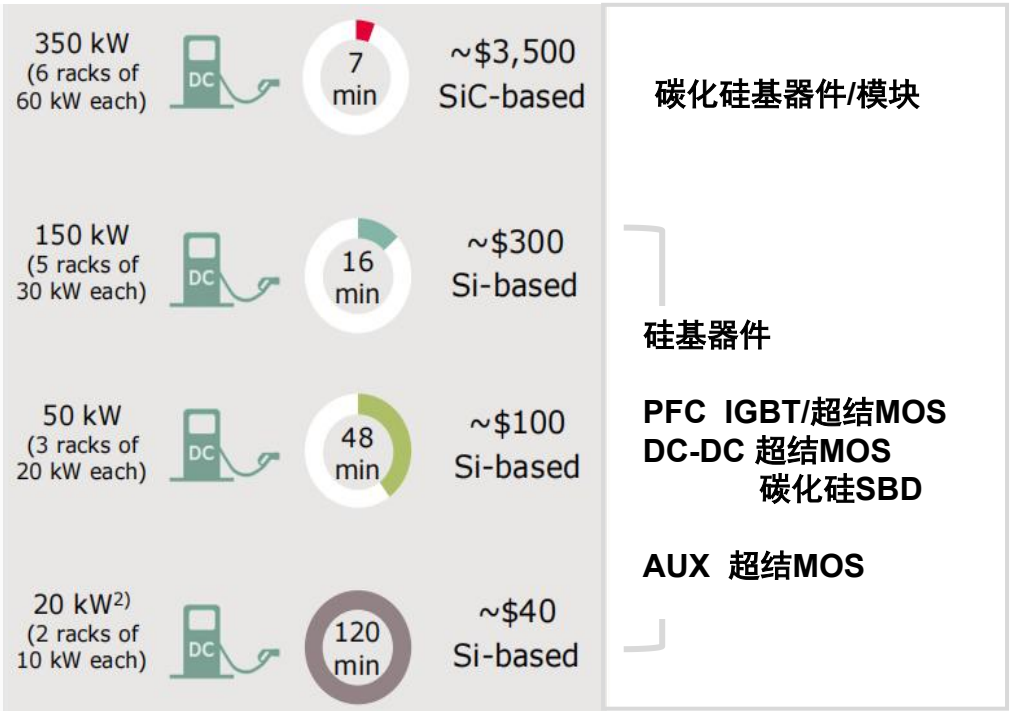 350 kW
(6 racks of
60 kW each)
DC
7
min
~$3,500
SiC-based
碳化硅基器件/模块
150 kW
(5 racks of
30 kW each)
DC
16
min
~$300
Si-based
硅基器件
PFC IGBT/超结MOS
DC-DC 超结MOS
碳化硅SBD
AUX 超结MOS
50 kW
(3 racks of
20 kW each)
DC
48
min
~$100
Si-based
20 kW2)
(2 racks of
10 kW each)
DC
120
min
~$40
Si-based